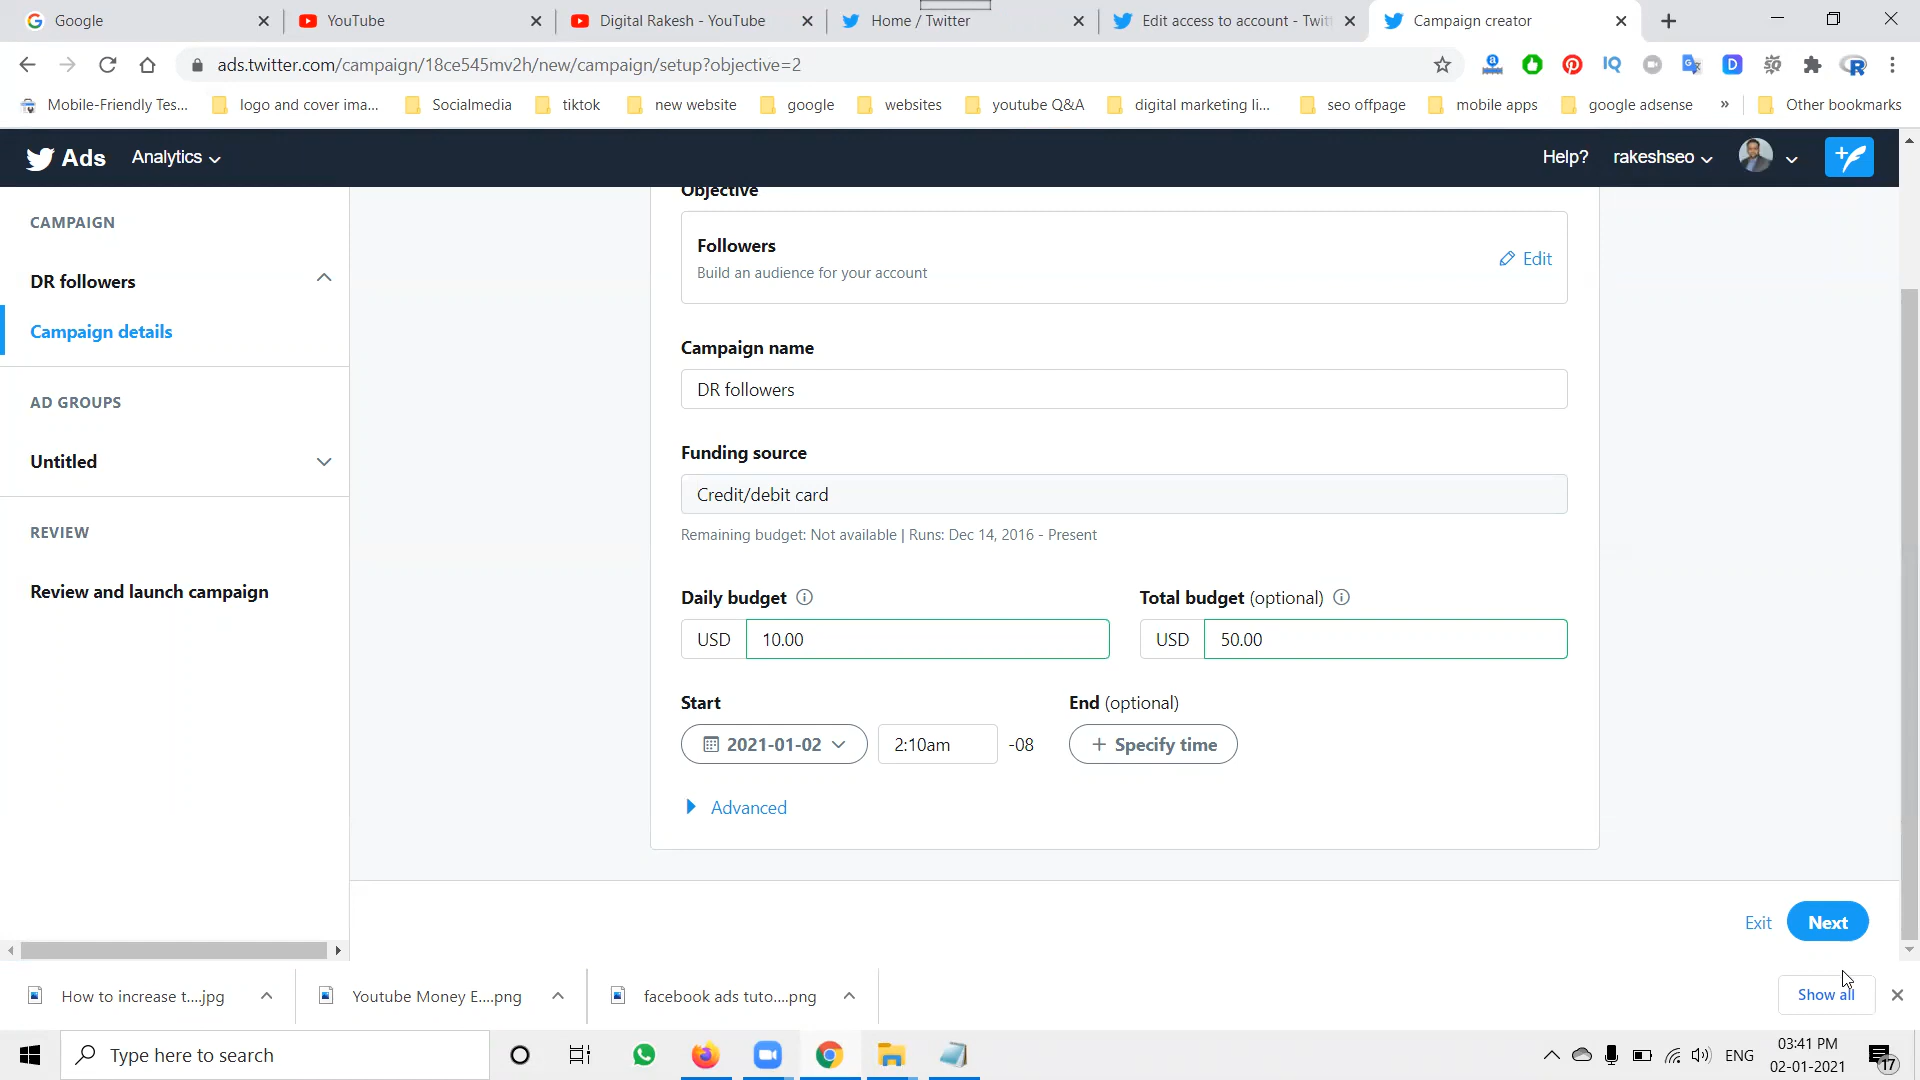 Google
YouTube
Digital Rakesh - YouTube
Home / Twitter
Edit access to account - Twitt
Campaign creator
ads.twitter.com/campaign/18ce545mv2h/new/campaign/setup?objective=2
Mobile-Friendly Tes...
logo and cover ima...
Socialmedia
tiktok
new website
google
websites
youtube Q&A
digital marketing li...
seo offpage
mobile apps
google adsense
»
Other bookmarks
Ads
Analytics
Help?
rakeshseo
CAMPAIGN
DR followers
Campaign details
AD GROUPS
Untitled
REVIEW
Review and launch campaign
Objective
Followers
Build an audience for your account
Edit
Campaign name
DR followers
Funding source
Credit/debit card
Remaining budget: Not available | Runs: Dec 14, 2016 - Present
Daily budget
Total budget (optional)
USD 10.00
USD 50.00
Start
End (optional)
2021-01-02
2:10am
-08
+ Specify time
Advanced
Exit
Next
How to increase t....jpg
Youtube Money E....png
facebook ads tuto....png
Show all
Type here to search
ENG
03:41 PM
02-01-2021
17